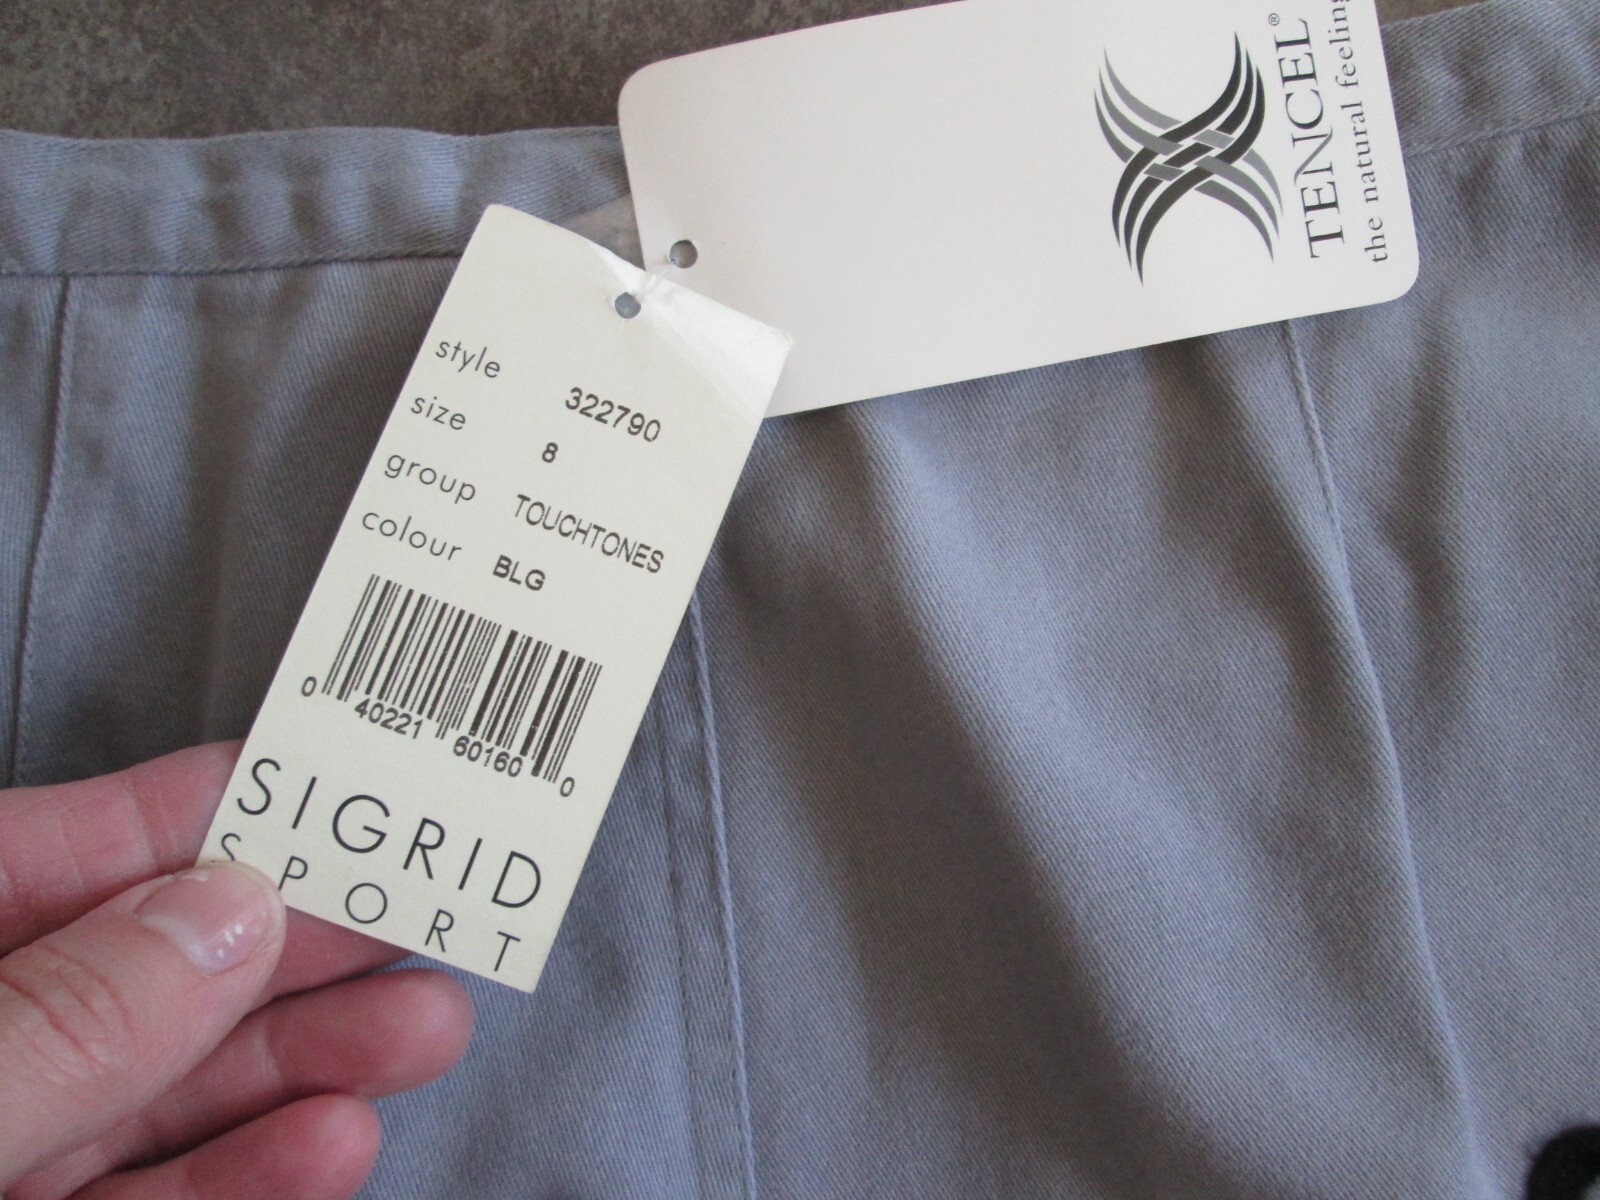 style 322790
size 8
group TOUCHTONES
colour BLG
0 40221 60160 0
SIGRID
SPORT
TENCEL®
the natural feeling